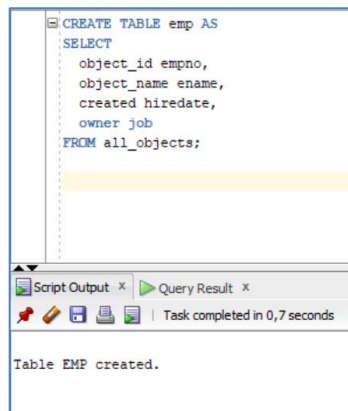 CREATE TABLE emp AS
SELECT
object_id empno,
object_name ename,
created hiredate,
owner job
FROM all_objects;
Script Output x Query Result x
Task completed in 0,7 seconds
Table EMP created.